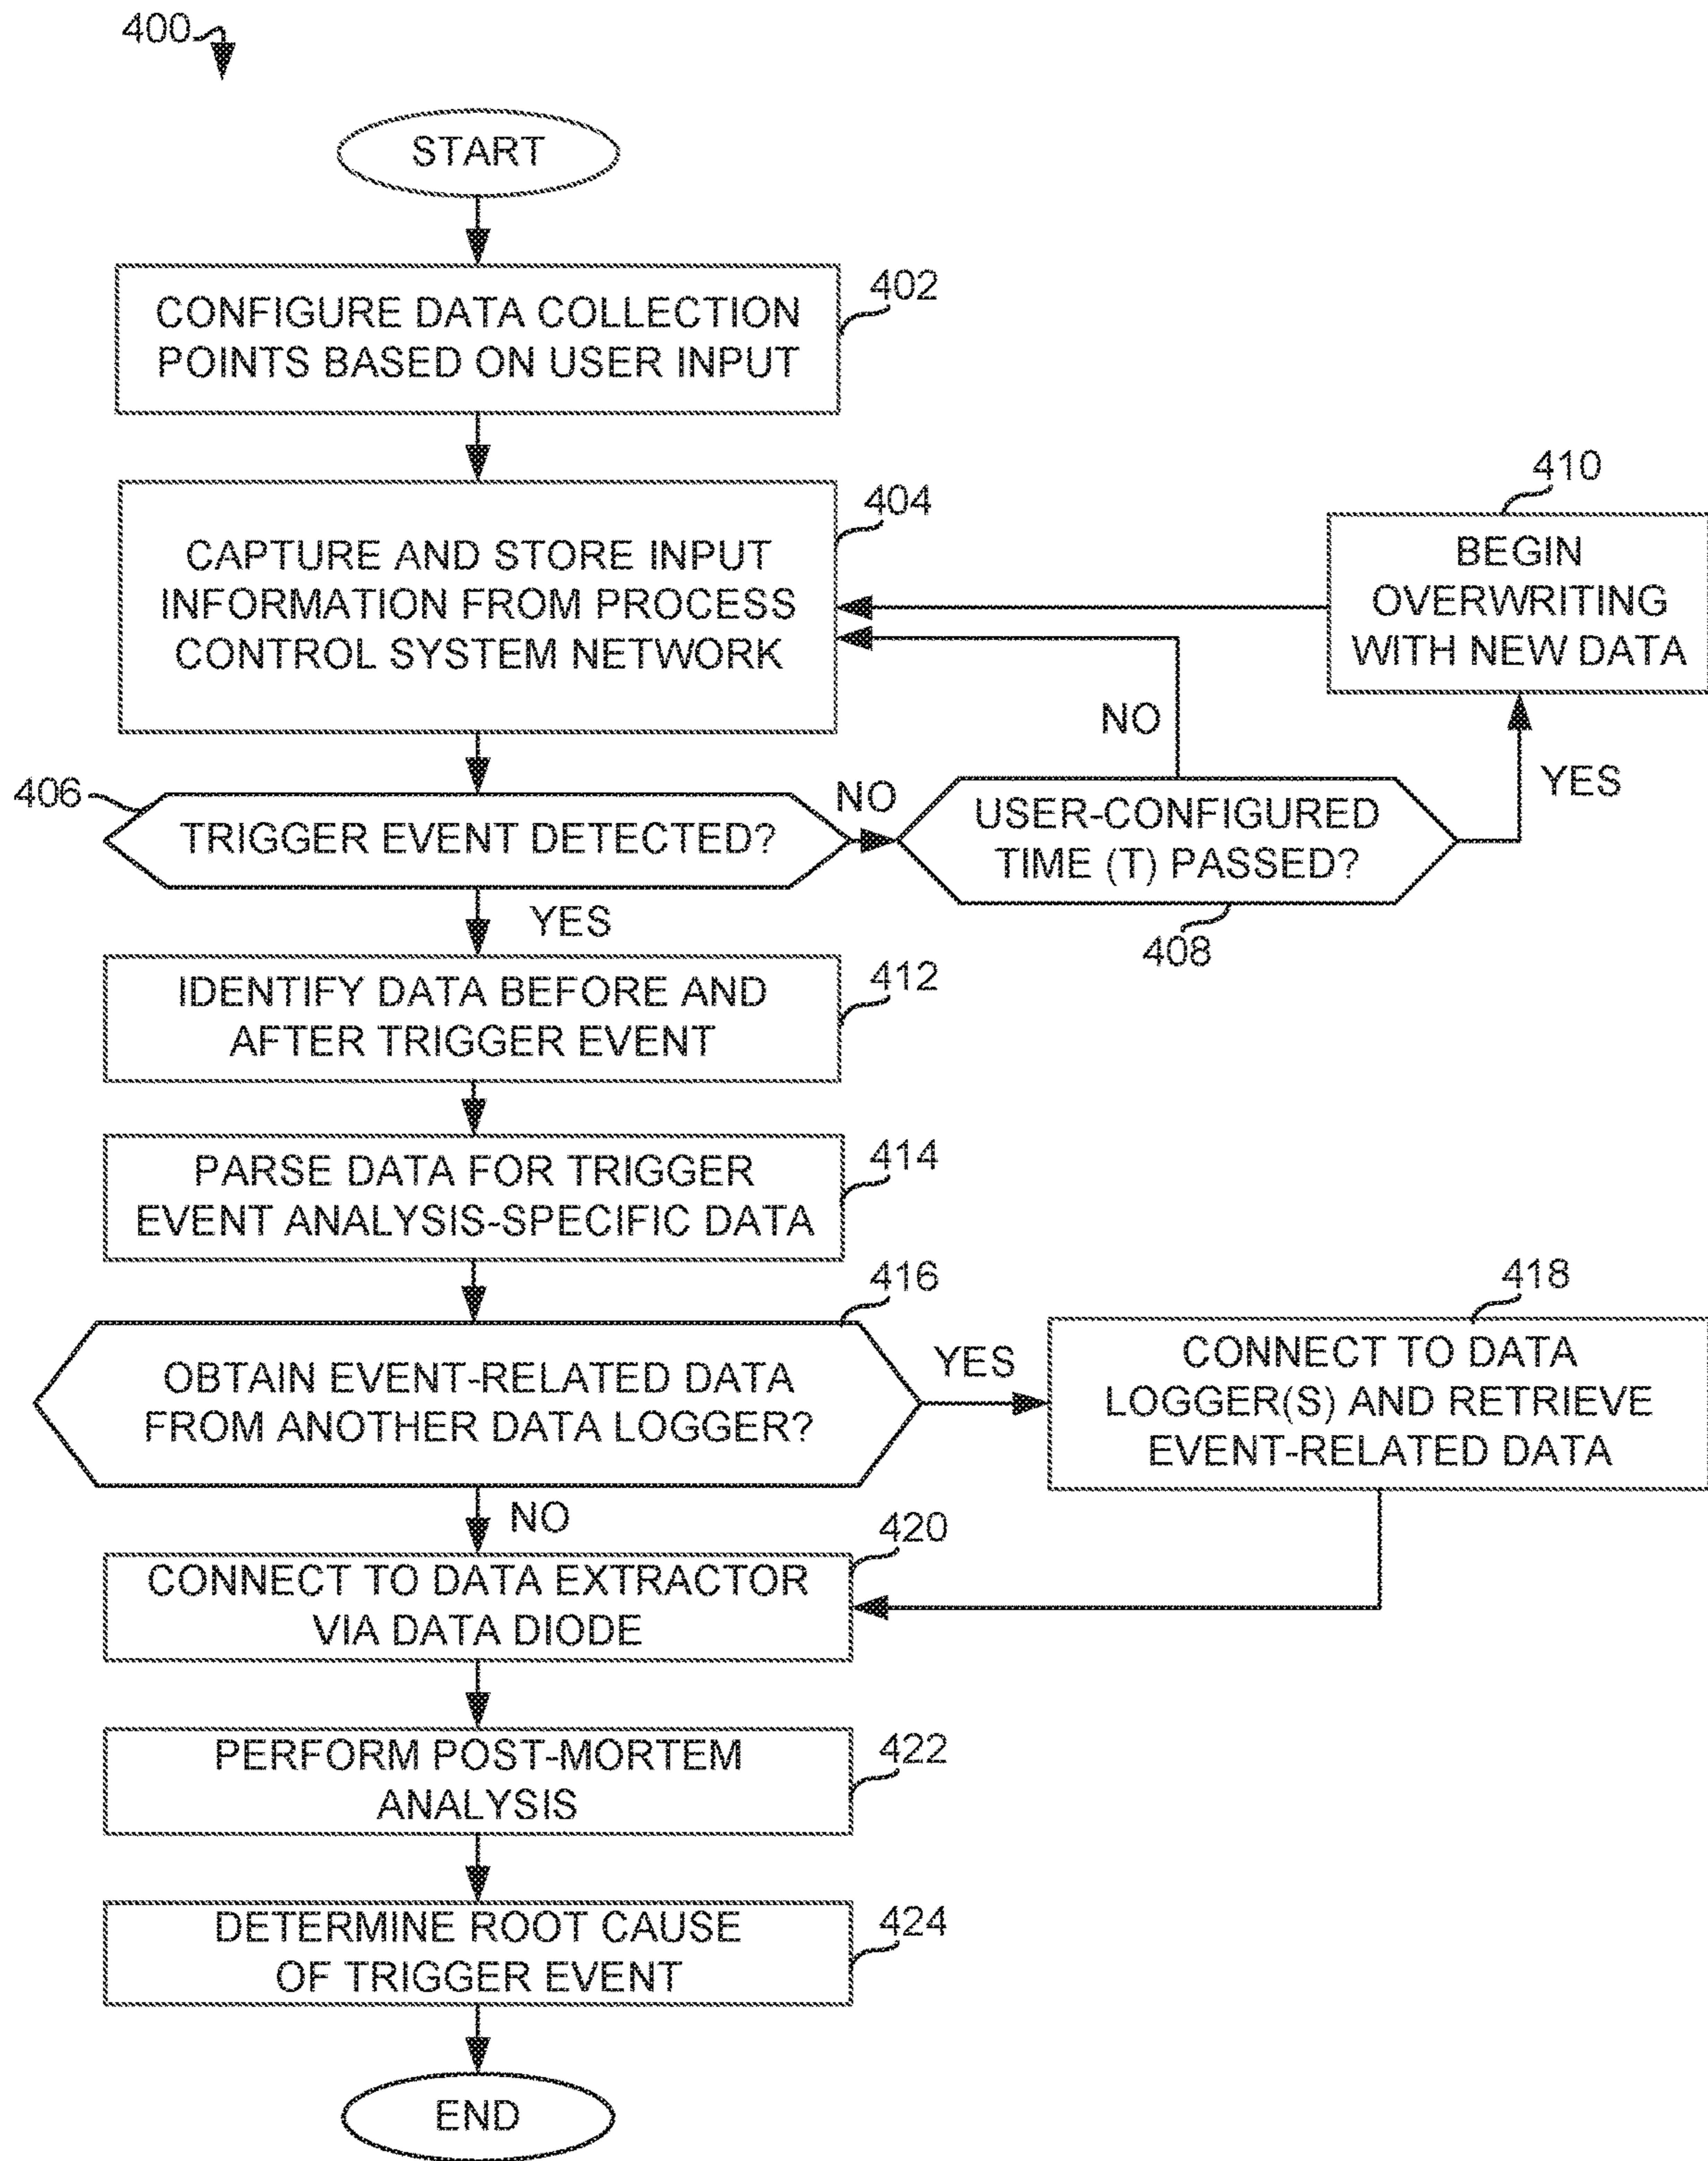 400
START
402
CONFIGURE DATA COLLECTION
POINTS BASED ON USER INPUT
404
CAPTURE AND STORE INPUT
INFORMATION FROM PROCESS
CONTROL SYSTEM NETWORK
410
BEGIN
OVERWRITING
WITH NEW DATA
NO
YES
406
TRIGGER EVENT DETECTED?
NO
USER-CONFIGURED
TIME (T) PASSED?
408
YES
412
IDENTIFY DATA BEFORE AND
AFTER TRIGGER EVENT
414
PARSE DATA FOR TRIGGER
EVENT ANALYSIS-SPECIFIC DATA
416
OBTAIN EVENT-RELATED DATA
FROM ANOTHER DATA LOGGER?
YES
418
CONNECT TO DATA
LOGGER(S) AND RETRIEVE
EVENT-RELATED DATA
NO
420
CONNECT TO DATA EXTRACTOR
VIA DATA DIODE
422
PERFORM POST-MORTEM
ANALYSIS
424
DETERMINE ROOT CAUSE
OF TRIGGER EVENT
END